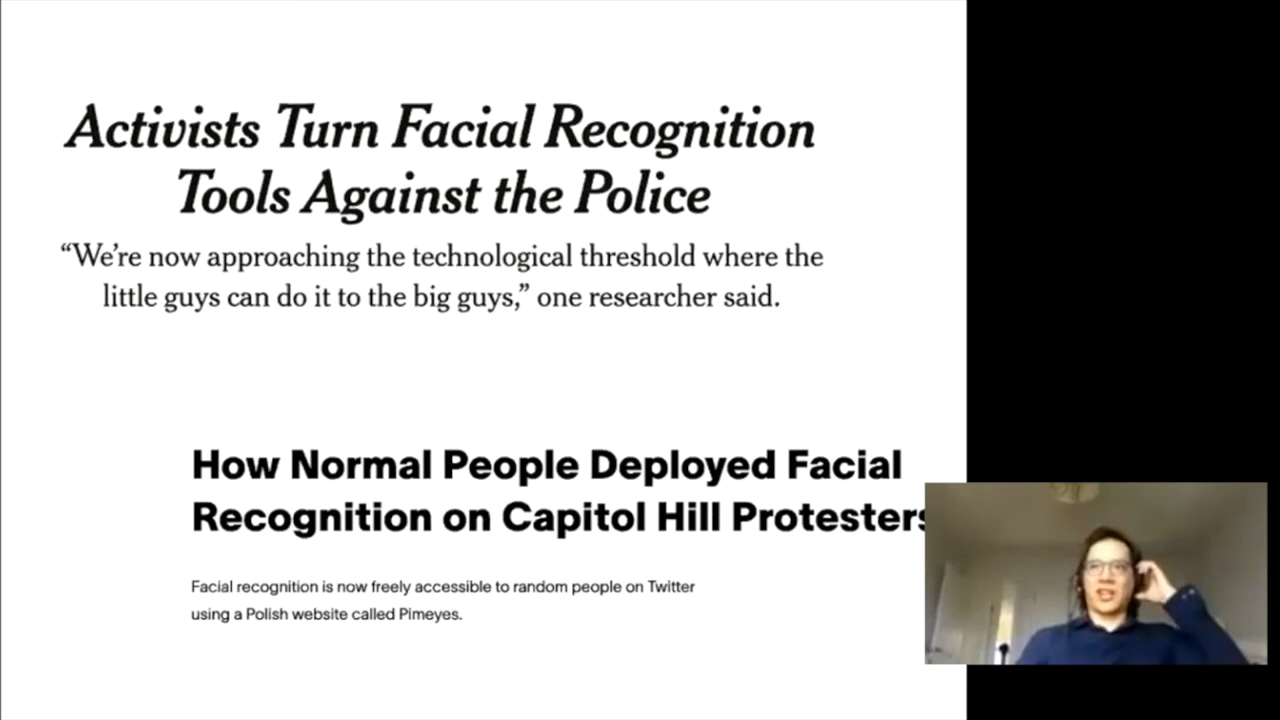 Activists Turn Facial Recognition
Tools Against the Police
“We’re now approaching the technological threshold where the
little guys can do it to the big guys,” one researcher said.
How Normal People Deployed Facial
Recognition on Capitol Hill Protesters
Facial recognition is now freely accessible to random people on Twitter
using a Polish website called Pimeyes.